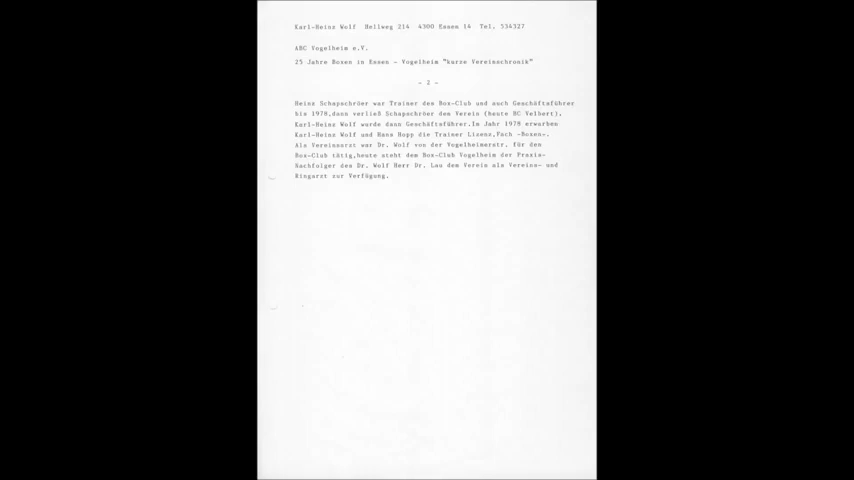 Karl-Heinz Wolf Hellweg 214 4300 Essen 14 Tel. 534327
ABC Vogelheim e.V.
25 Jahre Boxen in Essen - Vogelheim "kurze Vereinschronik"
- 2 -
Heinz Schapschröer war Trainer des Box-Club und auch Geschäftsführer
bis 1978,dann verließ Schapschröer dem Verein (heute BC Velbert),
Karl-Heinz Wolf wurde dann Geschäftsführer.Im Jahr 1978 erwarben
Karl-Heinz Wolf und Hans Hopp die Trainer Lizenz,Fach -Boxen-.
Als Vereinsarzt war Dr. Wolf von der Vogelheimerstr. für den
Box-Club tätig,heute steht dem Box-Club Vogelheim der Praxis-
Nachfolger des Dr. Wolf Herr Dr. Lau dem Verein als Vereins- und
Ringarzt zur Verfügung.